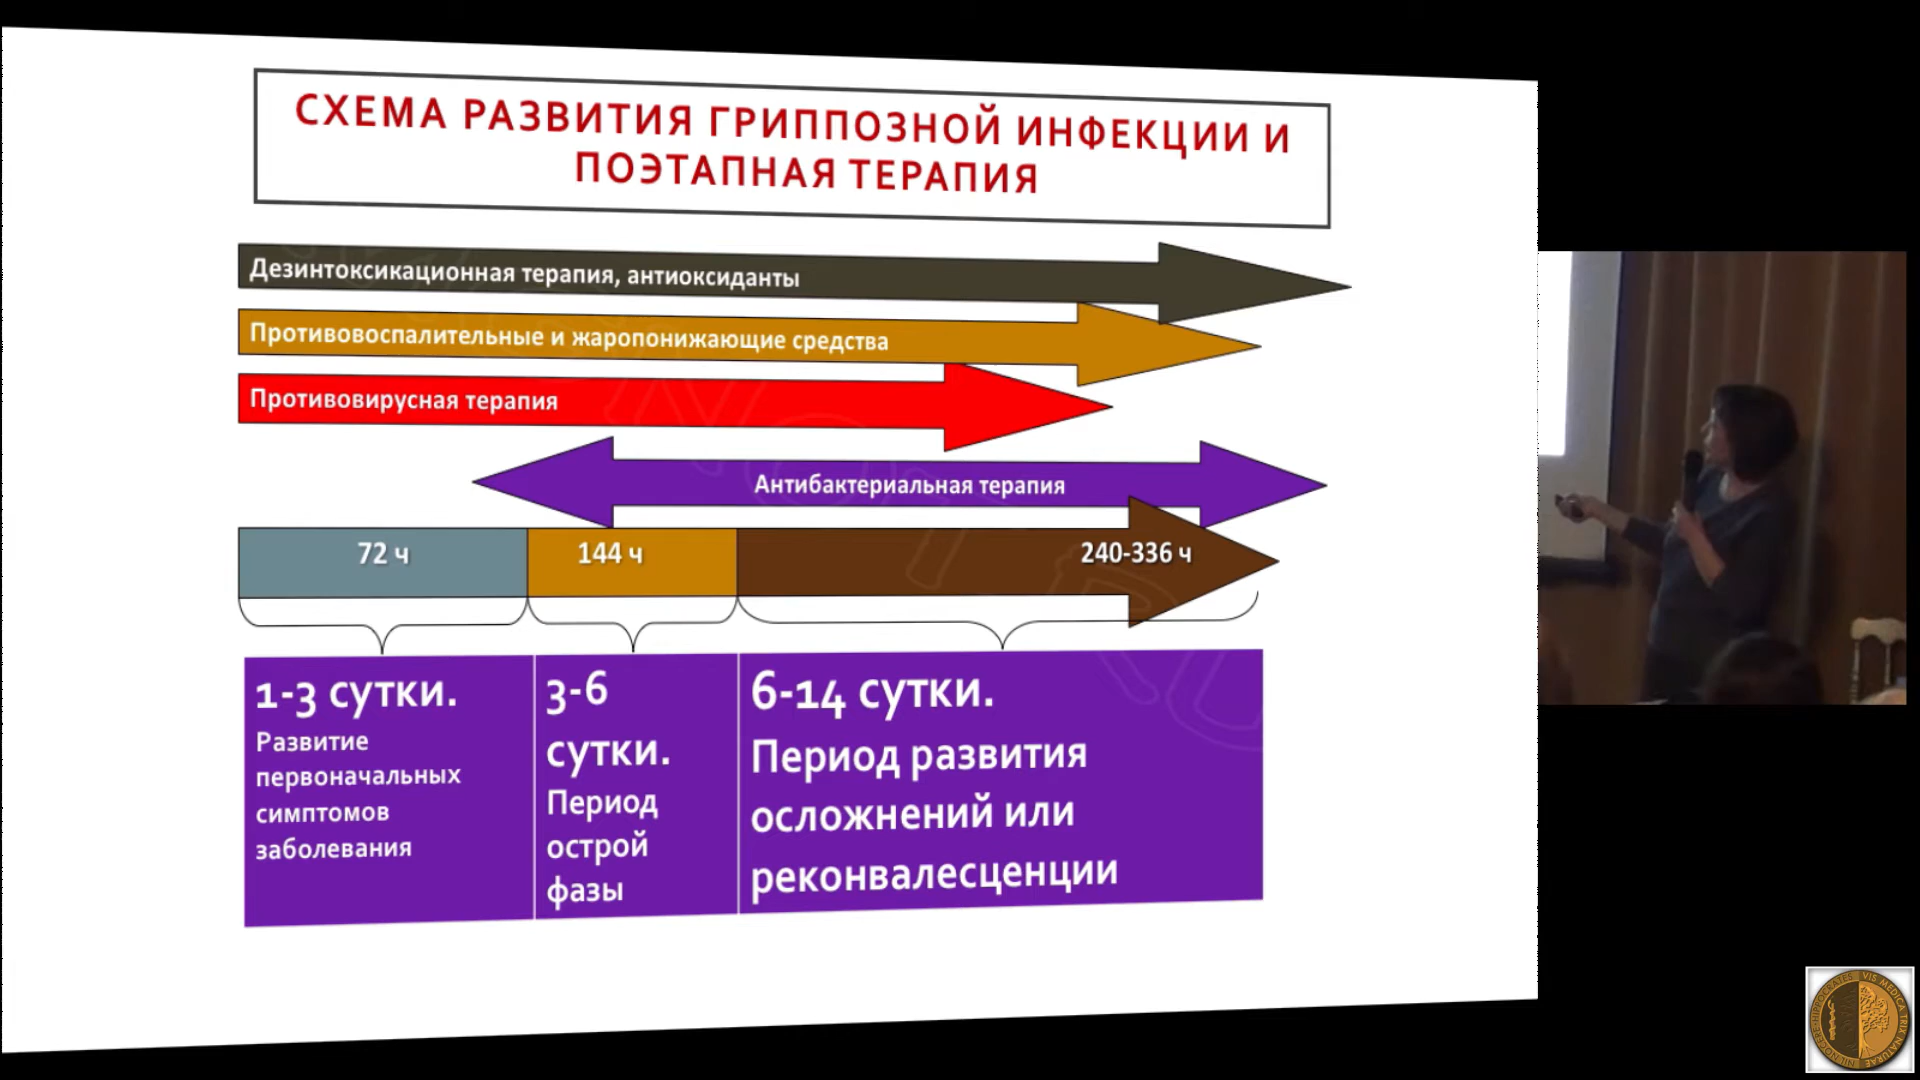 СХЕМА РАЗВИТИЯ ГРИППОЗНОЙ ИНФЕКЦИИ И
ПОЭТАПНАЯ ТЕРАПИЯ
Дезинтоксикационная терапия, антиоксиданты
Противовоспалительные и жаропонижающие средства
Противовирусная терапия
Антибактериальная терапия
72 ч
144 ч
240-336 ч
1-3 сутки.
Развитие
первоначальных
симптомов
заболевания
3-6
сутки.
Период
острой
фазы
6-14 сутки.
Период развития
осложнений или
реконвалесценции